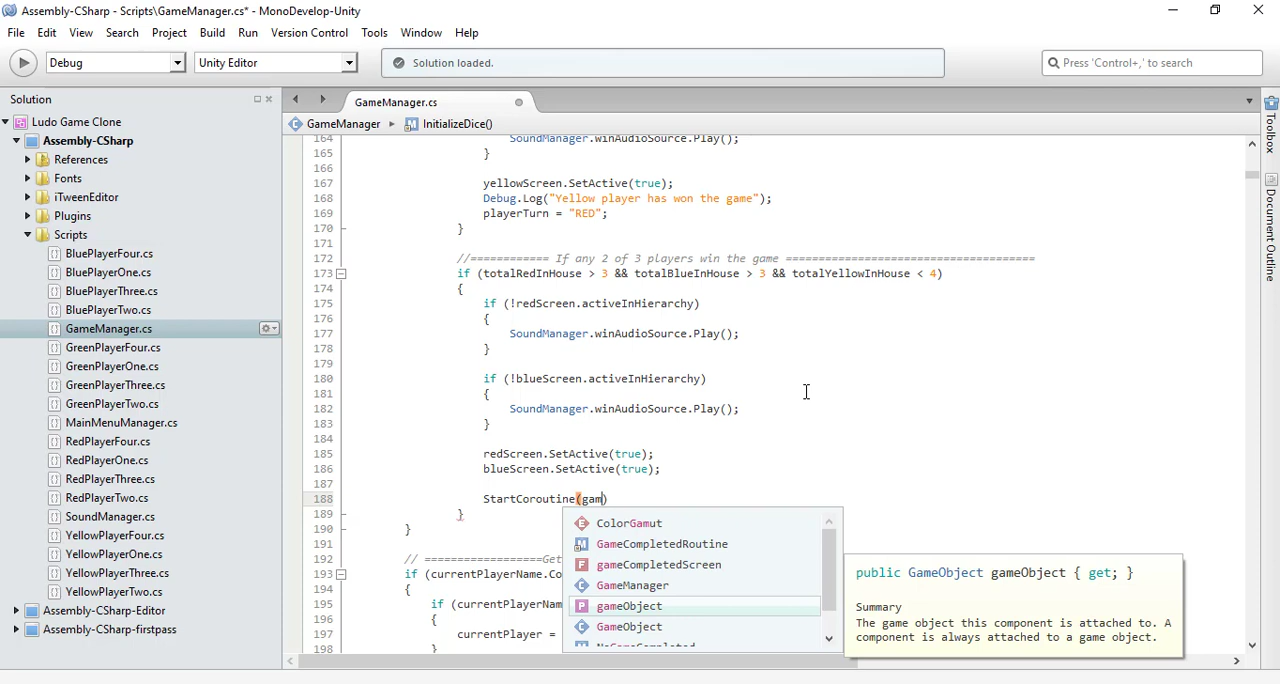 Assembly-CSharp - Scripts\GameManager.cs* - MonoDevelop-Unity
File Edit View Search Project Build Run Version Control Tools Window Help
Debug Unity Editor Solution loaded. Press 'Control+,' to search
Solution
Ludo Game Clone
Assembly-CSharp
References
Fonts
iTweenEditor
Plugins
Scripts
BluePlayerFour.cs
BluePlayerOne.cs
BluePlayerThree.cs
BluePlayerTwo.cs
GameManager.cs
GreenPlayerFour.cs
GreenPlayerOne.cs
GreenPlayerThree.cs
GreenPlayerTwo.cs
MainMenuManager.cs
RedPlayerFour.cs
RedPlayerOne.cs
RedPlayerThree.cs
RedPlayerTwo.cs
SoundManager.cs
YellowPlayerFour.cs
YellowPlayerOne.cs
YellowPlayerThree.cs
YellowPlayerTwo.cs
Assembly-CSharp-Editor
Assembly-CSharp-firstpass
GameManager.cs
GameManager InitializeDice()
164 SoundManager.winAudioSource.Play();
165 }
166
167 yellowScreen.SetActive(true);
168 Debug.Log("Yellow player has won the game");
169 playerTurn = "RED";
170 }
171
172 //============ If any 2 of 3 players win the game ======================================
173 if (totalRedInHouse > 3 && totalBlueInHouse > 3 && totalYellowInHouse < 4)
174 {
175 if (!redScreen.activeInHierarchy)
176 {
177 SoundManager.winAudioSource.Play();
178 }
179
180 if (!blueScreen.activeInHierarchy)
181 {
182 SoundManager.winAudioSource.Play();
183 }
184
185 redScreen.SetActive(true);
186 blueScreen.SetActive(true);
187
188 StartCoroutine(gam)
189 }
190 }
191
192 // ==================Get
193 if (currentPlayerName.Co
194 {
195 if (currentPlayerNam
196 {
197 currentPlayer =
198 }
ColorGamut
GameCompletedRoutine
gameCompletedScreen
GameManager
gameObject
GameObject
NoGameCompleted
public GameObject gameObject { get; }
Summary
The game object this component is attached to. A
component is always attached to a game object.
Toolbox
Document Outline